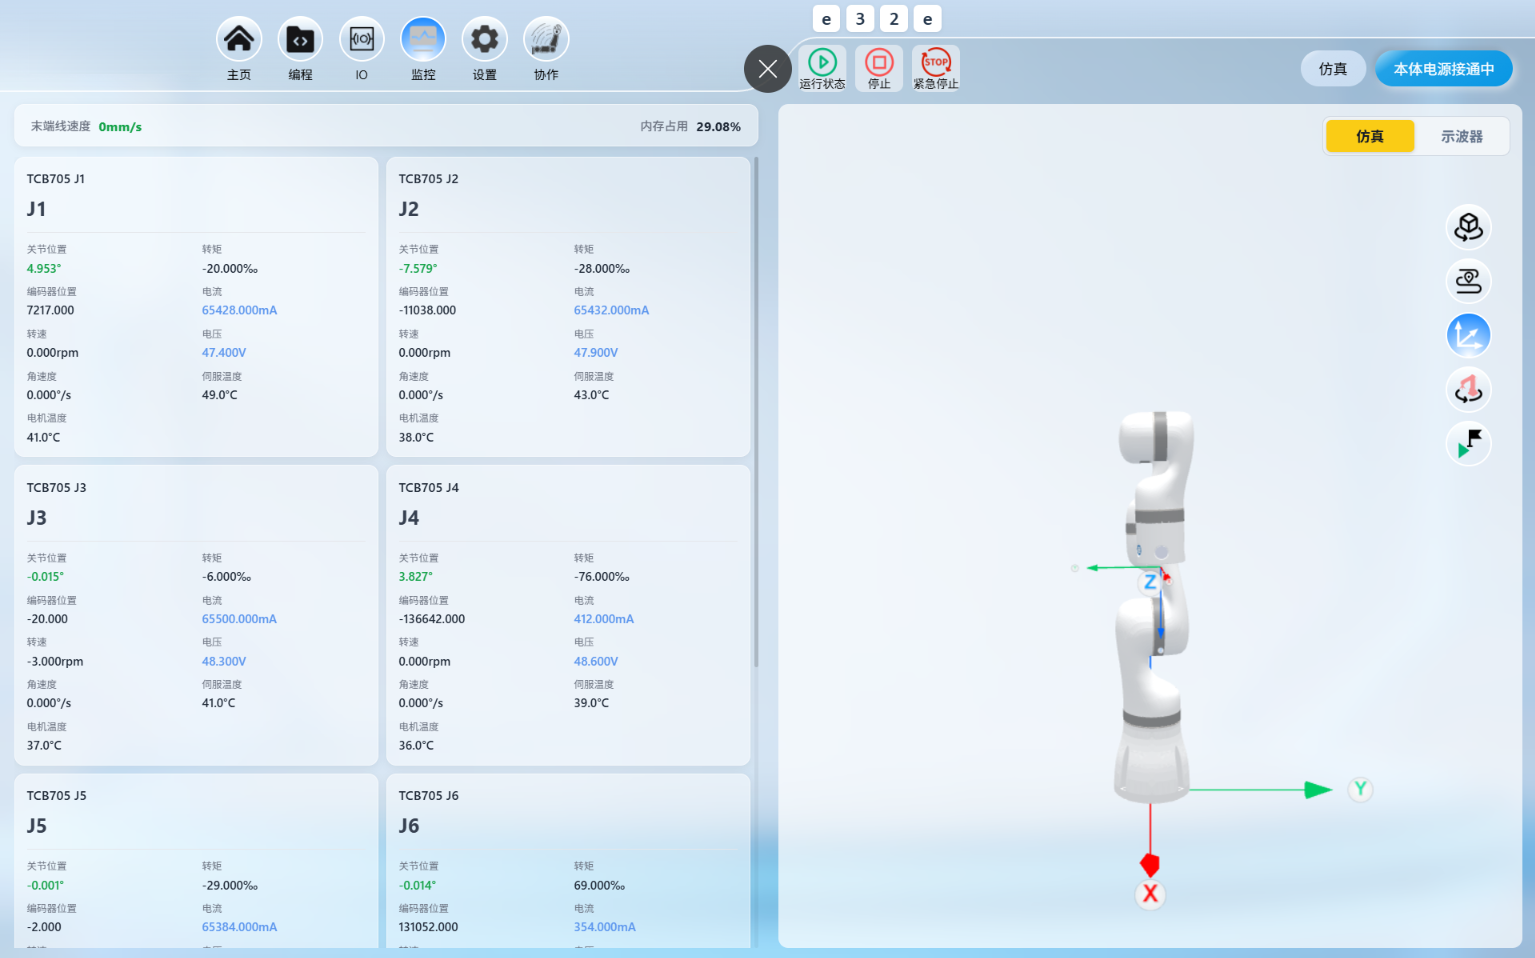 e 3 2 e
主页 编程 IO 监控 设置 协作
运行状态 停止 紧急停止
STOP
仿真 本体电源接通中
末端线速度 0mm/s 内存占用 29.08%
仿真 示波器
TCB705 J1
J1
关节位置 转矩
4.953° -20.000‰
编码器位置 电流
7217.000 65428.000mA
转速 电压
0.000rpm 47.400V
角速度 伺服温度
0.000°/s 49.0°C
电机温度
41.0°C
TCB705 J2
J2
关节位置 转矩
-7.579° -28.000‰
编码器位置 电流
-11038.000 65432.000mA
转速 电压
0.000rpm 47.900V
角速度 伺服温度
0.000°/s 43.0°C
电机温度
38.0°C
TCB705 J3
J3
关节位置 转矩
-0.015° -6.000‰
编码器位置 电流
-20.000 65500.000mA
转速 电压
-3.000rpm 48.300V
角速度 伺服温度
0.000°/s 41.0°C
电机温度
37.0°C
TCB705 J4
J4
关节位置 转矩
3.827° -76.000‰
编码器位置 电流
-136642.000 412.000mA
转速 电压
0.000rpm 48.600V
角速度 伺服温度
0.000°/s 39.0°C
电机温度
36.0°C
TCB705 J5
J5
关节位置 转矩
-0.001° -29.000‰
编码器位置 电流
-2.000 65384.000mA
TCB705 J6
J6
关节位置 转矩
-0.014° 69.000‰
编码器位置 电流
131052.000 354.000mA
Z
Y
X